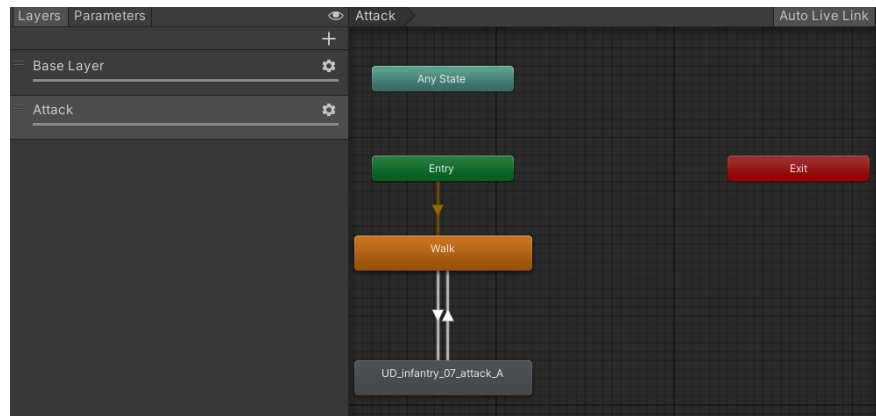 Layers Parameters
Attack
Auto Live Link
Base Layer
Attack
Any State
Entry
Exit
Walk
UD_infantry_07_attack_A